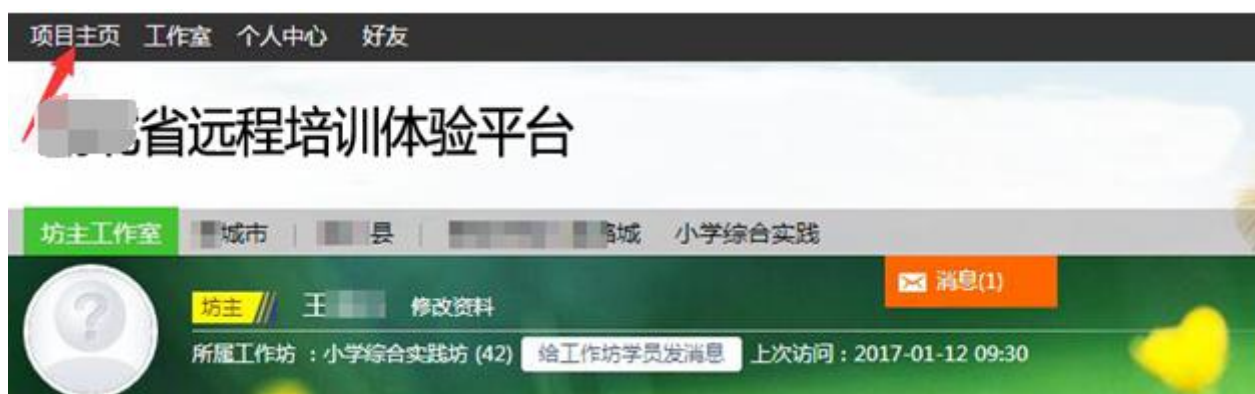 项目主页 工作室 个人中心 好友
省远程培训体验平台
坊主工作室 城市 | 县 | 城 小学综合实践
消息(1)
坊主 王 修改资料
所属工作坊 ：小学综合实践坊 (42) 给工作坊学员发消息 上次访问：2017-01-12 09:30